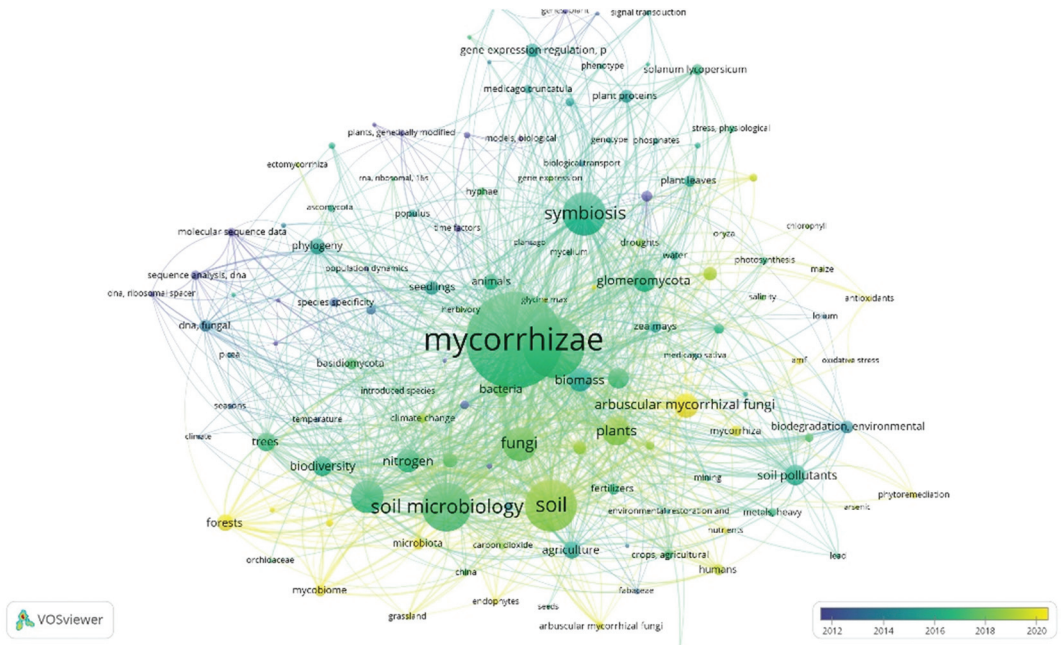 signal transduction
gene expression regulation, p
phenotype
solanum lycopersicum
medicago truncatula
plant proteins
plants, genetically modified
models, biological
genotype
phosphates
stress, physiological
ectomycorrhiza
biological transport
rna, ribosomal, 16s
gene expression
plant leaves
hyphae
ascomycota
populus
symbiosis
chlorophyll
molecular sequence data
time factors
oryza
phylogeny
plantago
mycelium
droughts
water
photosynthesis
population dynamics
maize
sequence analysis, dna
animals
glomeromycota
seedlings
dna, ribosomal spacer
species specificity
glycine max
salinity
antioxidants
herbivory
lolium
dna, fungal
zea mays
mycorrhizae
picea
medicago sativa
amf
oxidative stress
basidiomycota
biomass
bacteria
introduced species
seasons
arbuscular mycorrhizal fungi
temperature
climate change
biodegradation, environmental
climate
plants
mycorrhiza
trees
fungi
nitrogen
biodiversity
soil pollutants
mining
fertilizers
phytoremediation
soil microbiology
soil
arsenic
environmental restoration and
metals, heavy
forests
nutrients
microbiota
carbon dioxide
agriculture
crops, agricultural
lead
orchidaceae
china
humans
mycobiome
fabaceae
endophytes
seeds
grassland
arbuscular mycorrhizal fungi
VOSviewer
2012 2014 2016 2018 2020